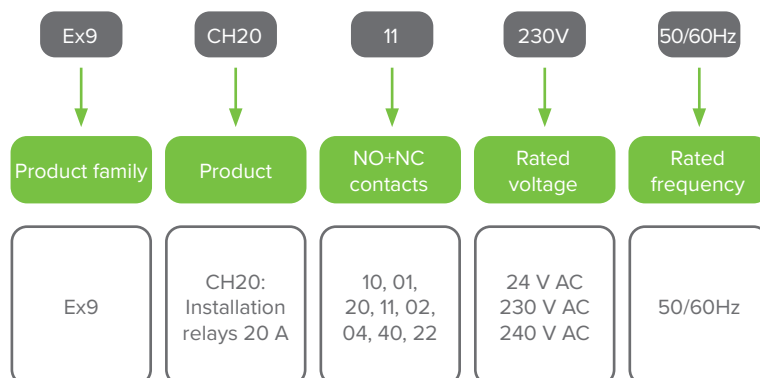 Ex9
CH20
11
230V
50/60Hz
Product family
Product
NO+NC
contacts
Rated
voltage
Rated
frequency
Ex9
CH20:
Installation
relays 20 A
10, 01,
20, 11, 02,
04, 40, 22
24 V AC
230 V AC
240 V AC
50/60Hz